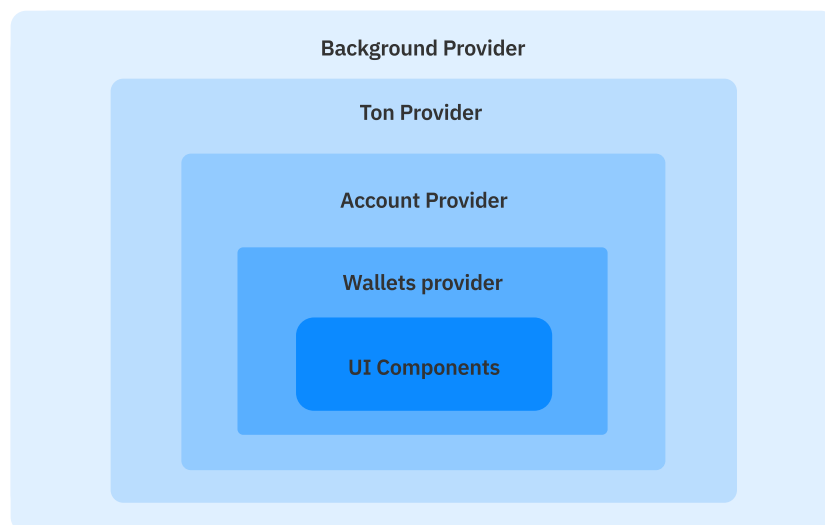 Background Provider
Ton Provider
Account Provider
Wallets provider
UI Components